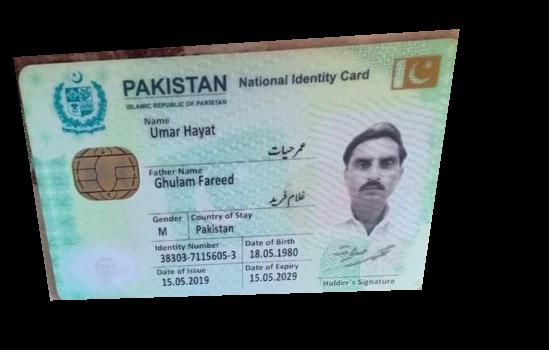 PAKISTAN National Identity Card
ISLAMIC REPUBLIC OF PAKISTAN
Name
Umar Hayat
عمر حیات
Father Name
Ghulam Fareed
غلام فرید
Gender Country of Stay
M Pakistan
Identity Number Date of Birth
38303-7115605-3 18.05.1980
Date of Issue Date of Expiry
15.05.2019 15.05.2029
Holder's Signature